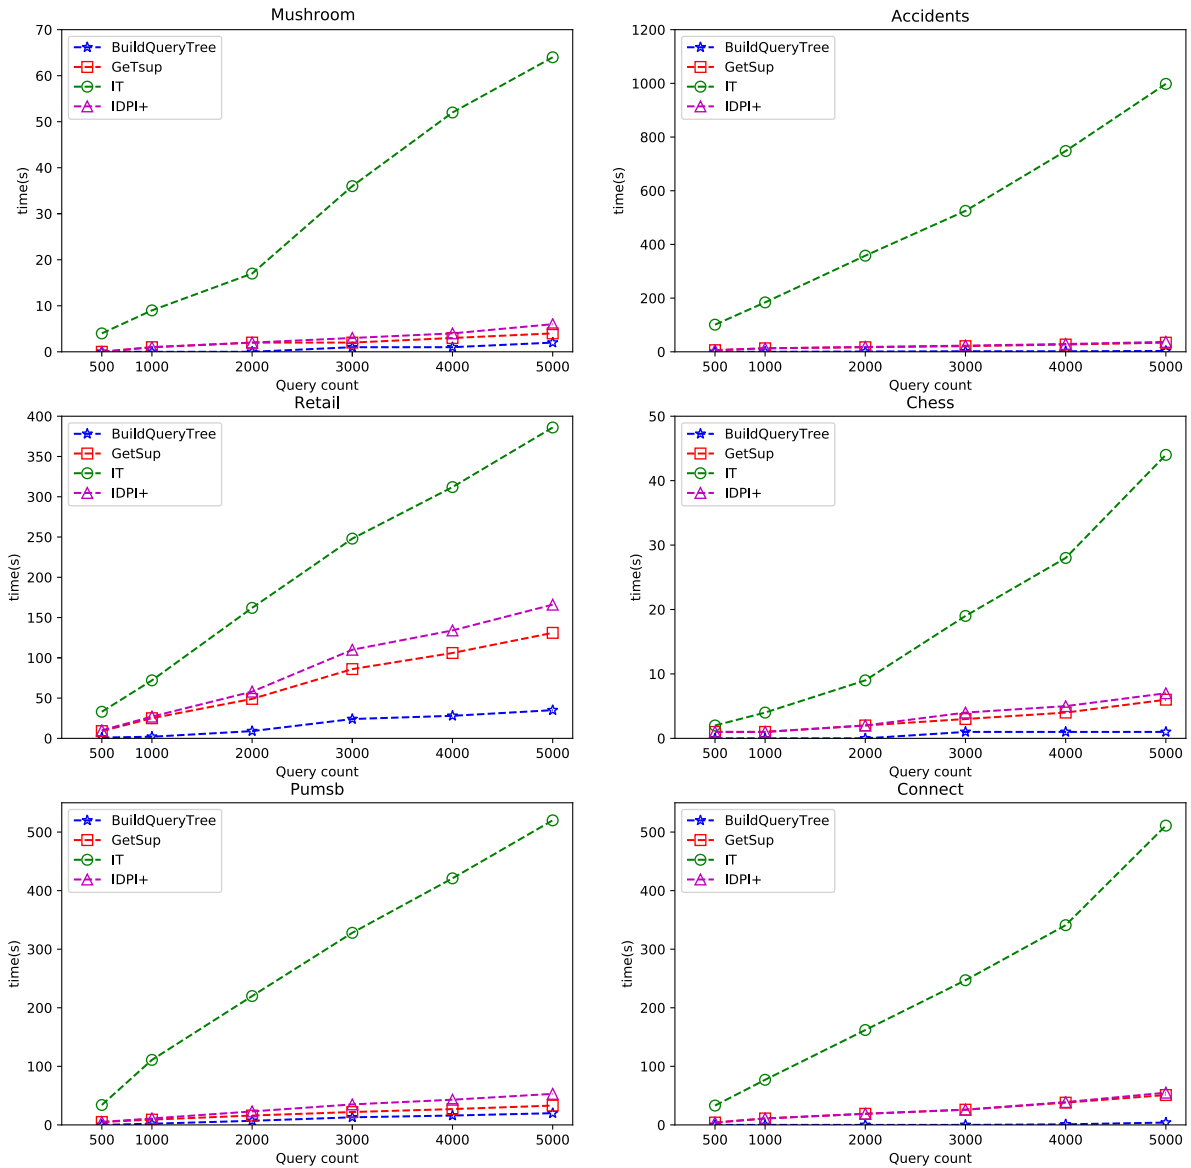 Mushroom
70
60
50
40
30
20
10
0
time(s)
BuildQueryTree
GeTsup
IT
IDPI+
500 1000 2000 3000 4000 5000
Query count
Accidents
1200
1000
800
600
400
200
0
time(s)
BuildQueryTree
GetSup
IT
IDPI+
500 1000 2000 3000 4000 5000
Query count
Retail
400
350
300
250
200
150
100
50
0
time(s)
BuildQueryTree
GetSup
IT
IDPI+
500 1000 2000 3000 4000 5000
Query count
Chess
50
40
30
20
10
0
time(s)
BuildQueryTree
GetSup
IT
IDPI+
500 1000 2000 3000 4000 5000
Query count
Pumsb
500
400
300
200
100
0
time(s)
BuildQueryTree
GetSup
IT
IDPI+
500 1000 2000 3000 4000 5000
Query count
Connect
500
400
300
200
100
0
time(s)
BuildQueryTree
GetSup
IT
IDPI+
500 1000 2000 3000 4000 5000
Query count